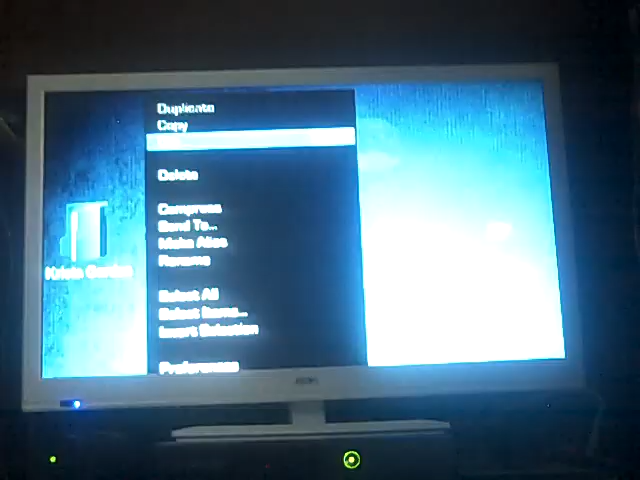 Duplicate
Copy
Delete
Compress
Send To...
Make Alias
Rename
Select All
Select Items...
Invert Selection
Preferences